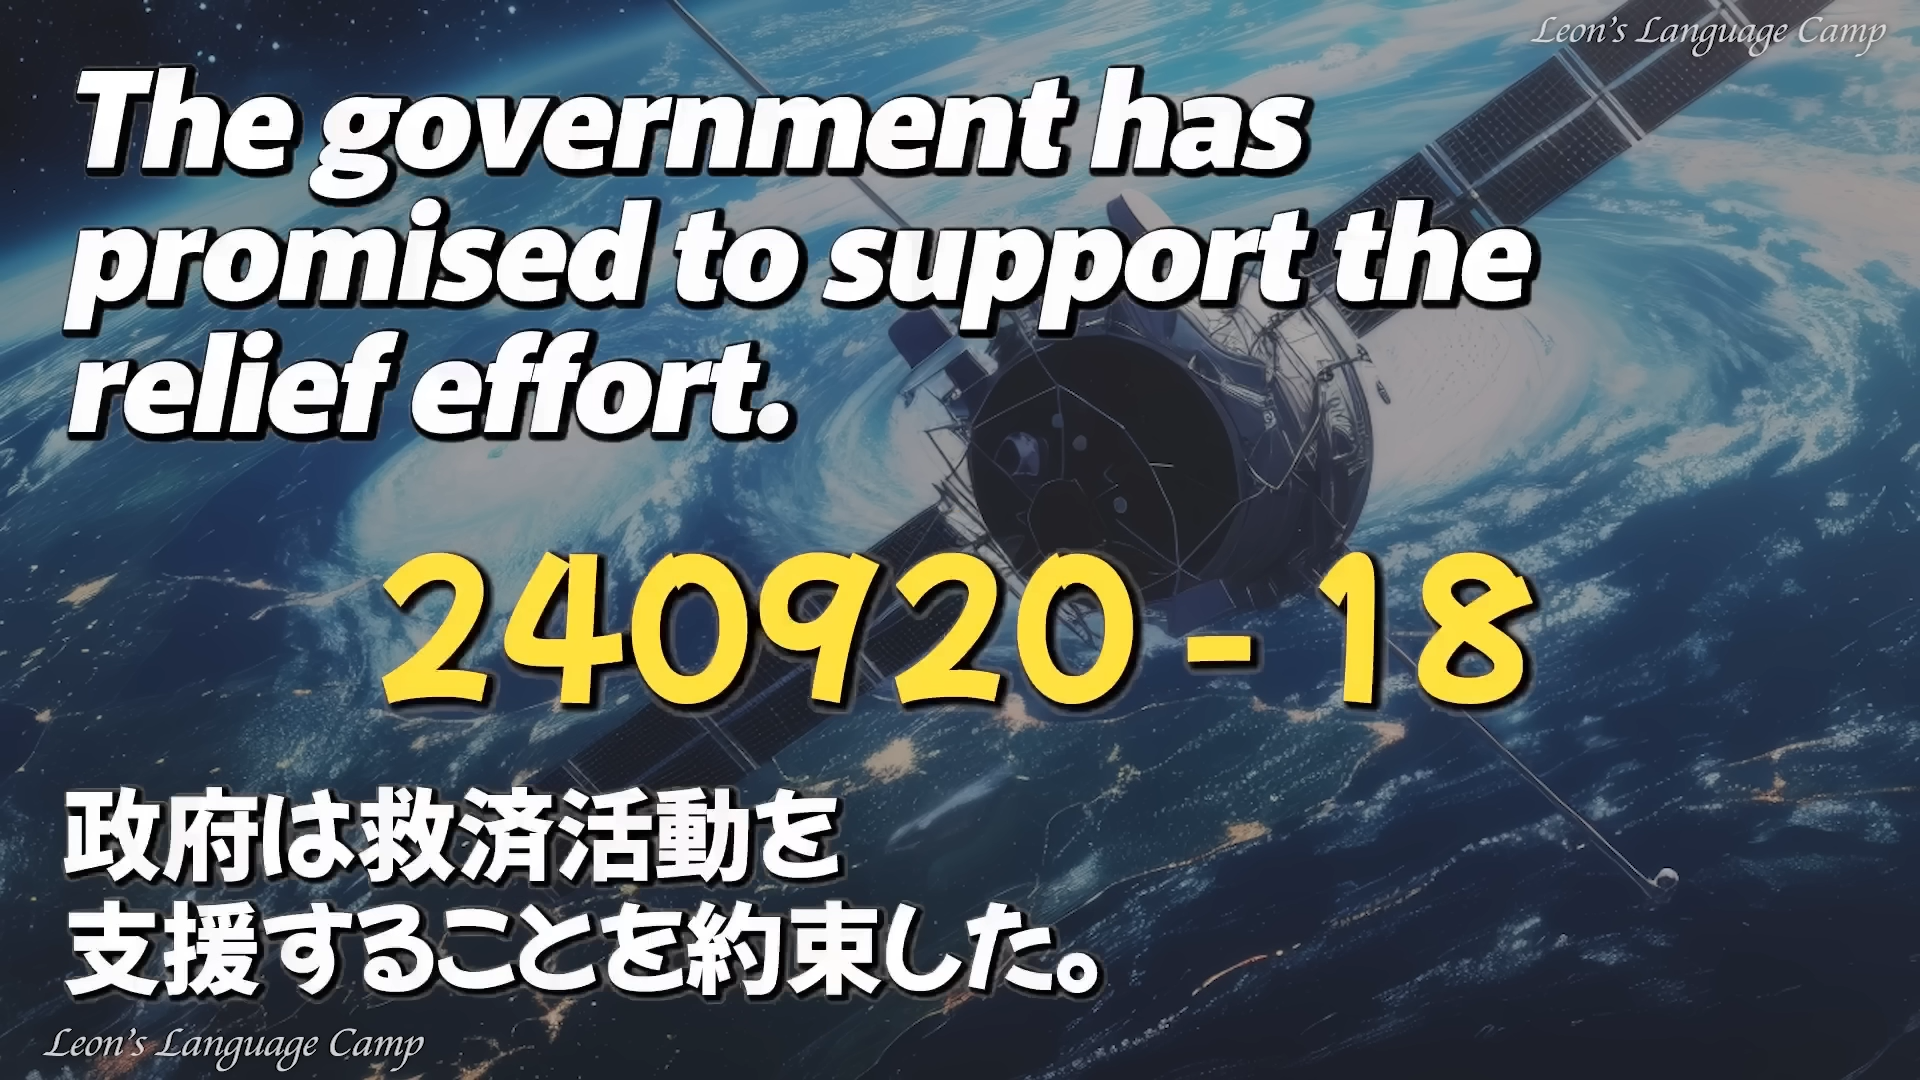 Leon's Language Camp
The government has
promised to support the
relief effort.
240920-18
政府は救済活動を
支援することを約束した。
Leon's Language Camp